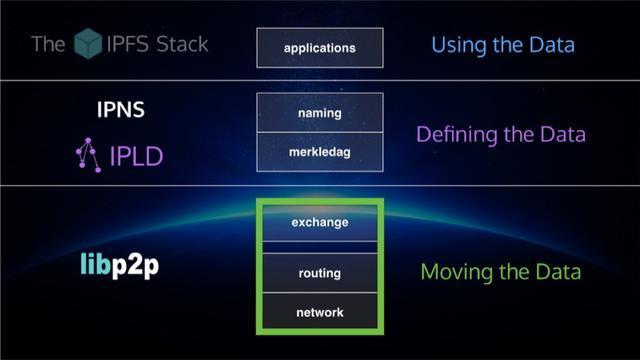 The IPFS Stack
applications
Using the Data
IPNS
naming
Defining the Data
IPLD
merkledag
exchange
libp2p
routing
Moving the Data
network